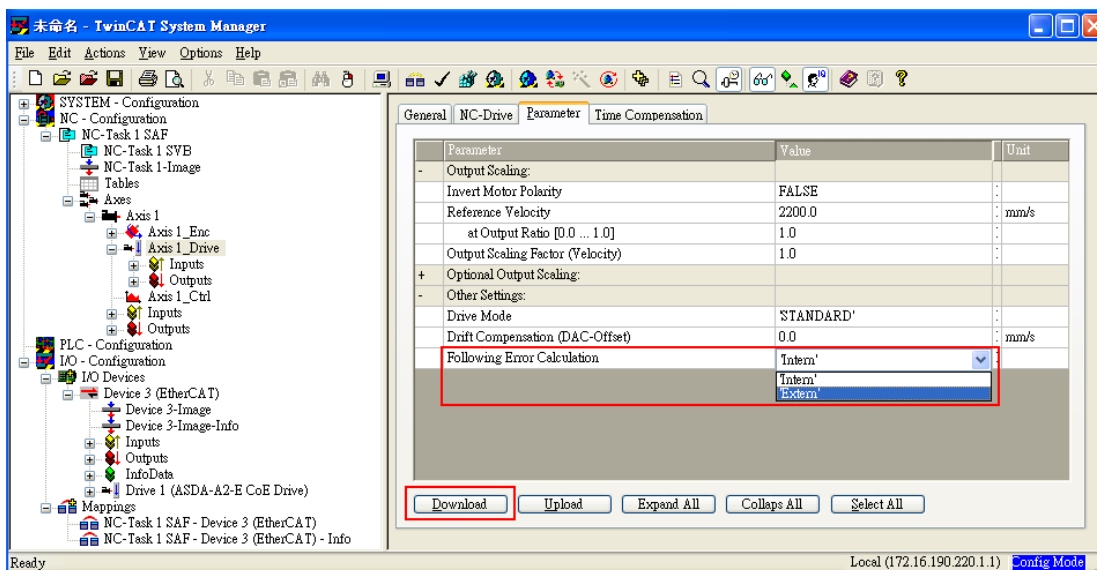 未命名 - TwinCAT System Manager
File Edit Actions View Options Help
SYSTEM - Configuration
NC - Configuration
NC-Task 1 SAF
NC-Task 1 SVB
NC-Task 1-Image
Tables
Axes
Axis 1
Axis 1_Enc
Axis 1_Drive
Inputs
Outputs
Axis 1_Ctrl
Inputs
Outputs
PLC - Configuration
I/O - Configuration
I/O Devices
Device 3 (EtherCAT)
Device 3-Image
Device 3-Image-Info
Inputs
Outputs
InfoData
Drive 1 (ASDA-A2-E CoE Drive)
Mappings
NC-Task 1 SAF - Device 3 (EtherCAT)
NC-Task 1 SAF - Device 3 (EtherCAT) - Info
General NC-Drive Parameter Time Compensation
Parameter Value Unit
- Output Scaling:
Invert Motor Polarity FALSE
Reference Velocity 2200.0 mm/s
at Output Ratio [0.0 ... 1.0] 1.0
Output Scaling Factor (Velocity) 1.0
+ Optional Output Scaling:
- Other Settings:
Drive Mode 'STANDARD'
Drift Compensation (DAC-Offset) 0.0 mm/s
Following Error Calculation 'Intern'
'Intern'
'Extern'
Download Upload Expand All Collaps All Select All
Ready Local (172.16.190.220.1.1) Config Mode